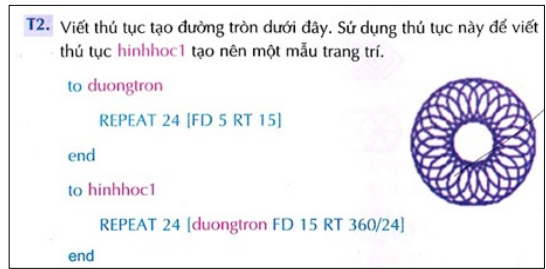 T2. Viết thủ tục tạo đường tròn dưới đây. Sử dụng thủ tục này để viết
thủ tục hinhhoc1 tạo nên một mẫu trang trí.
to duongtron
REPEAT 24 [FD 5 RT 15]
end
to hinhhoc1
REPEAT 24 [duongtron FD 15 RT 360/24]
end